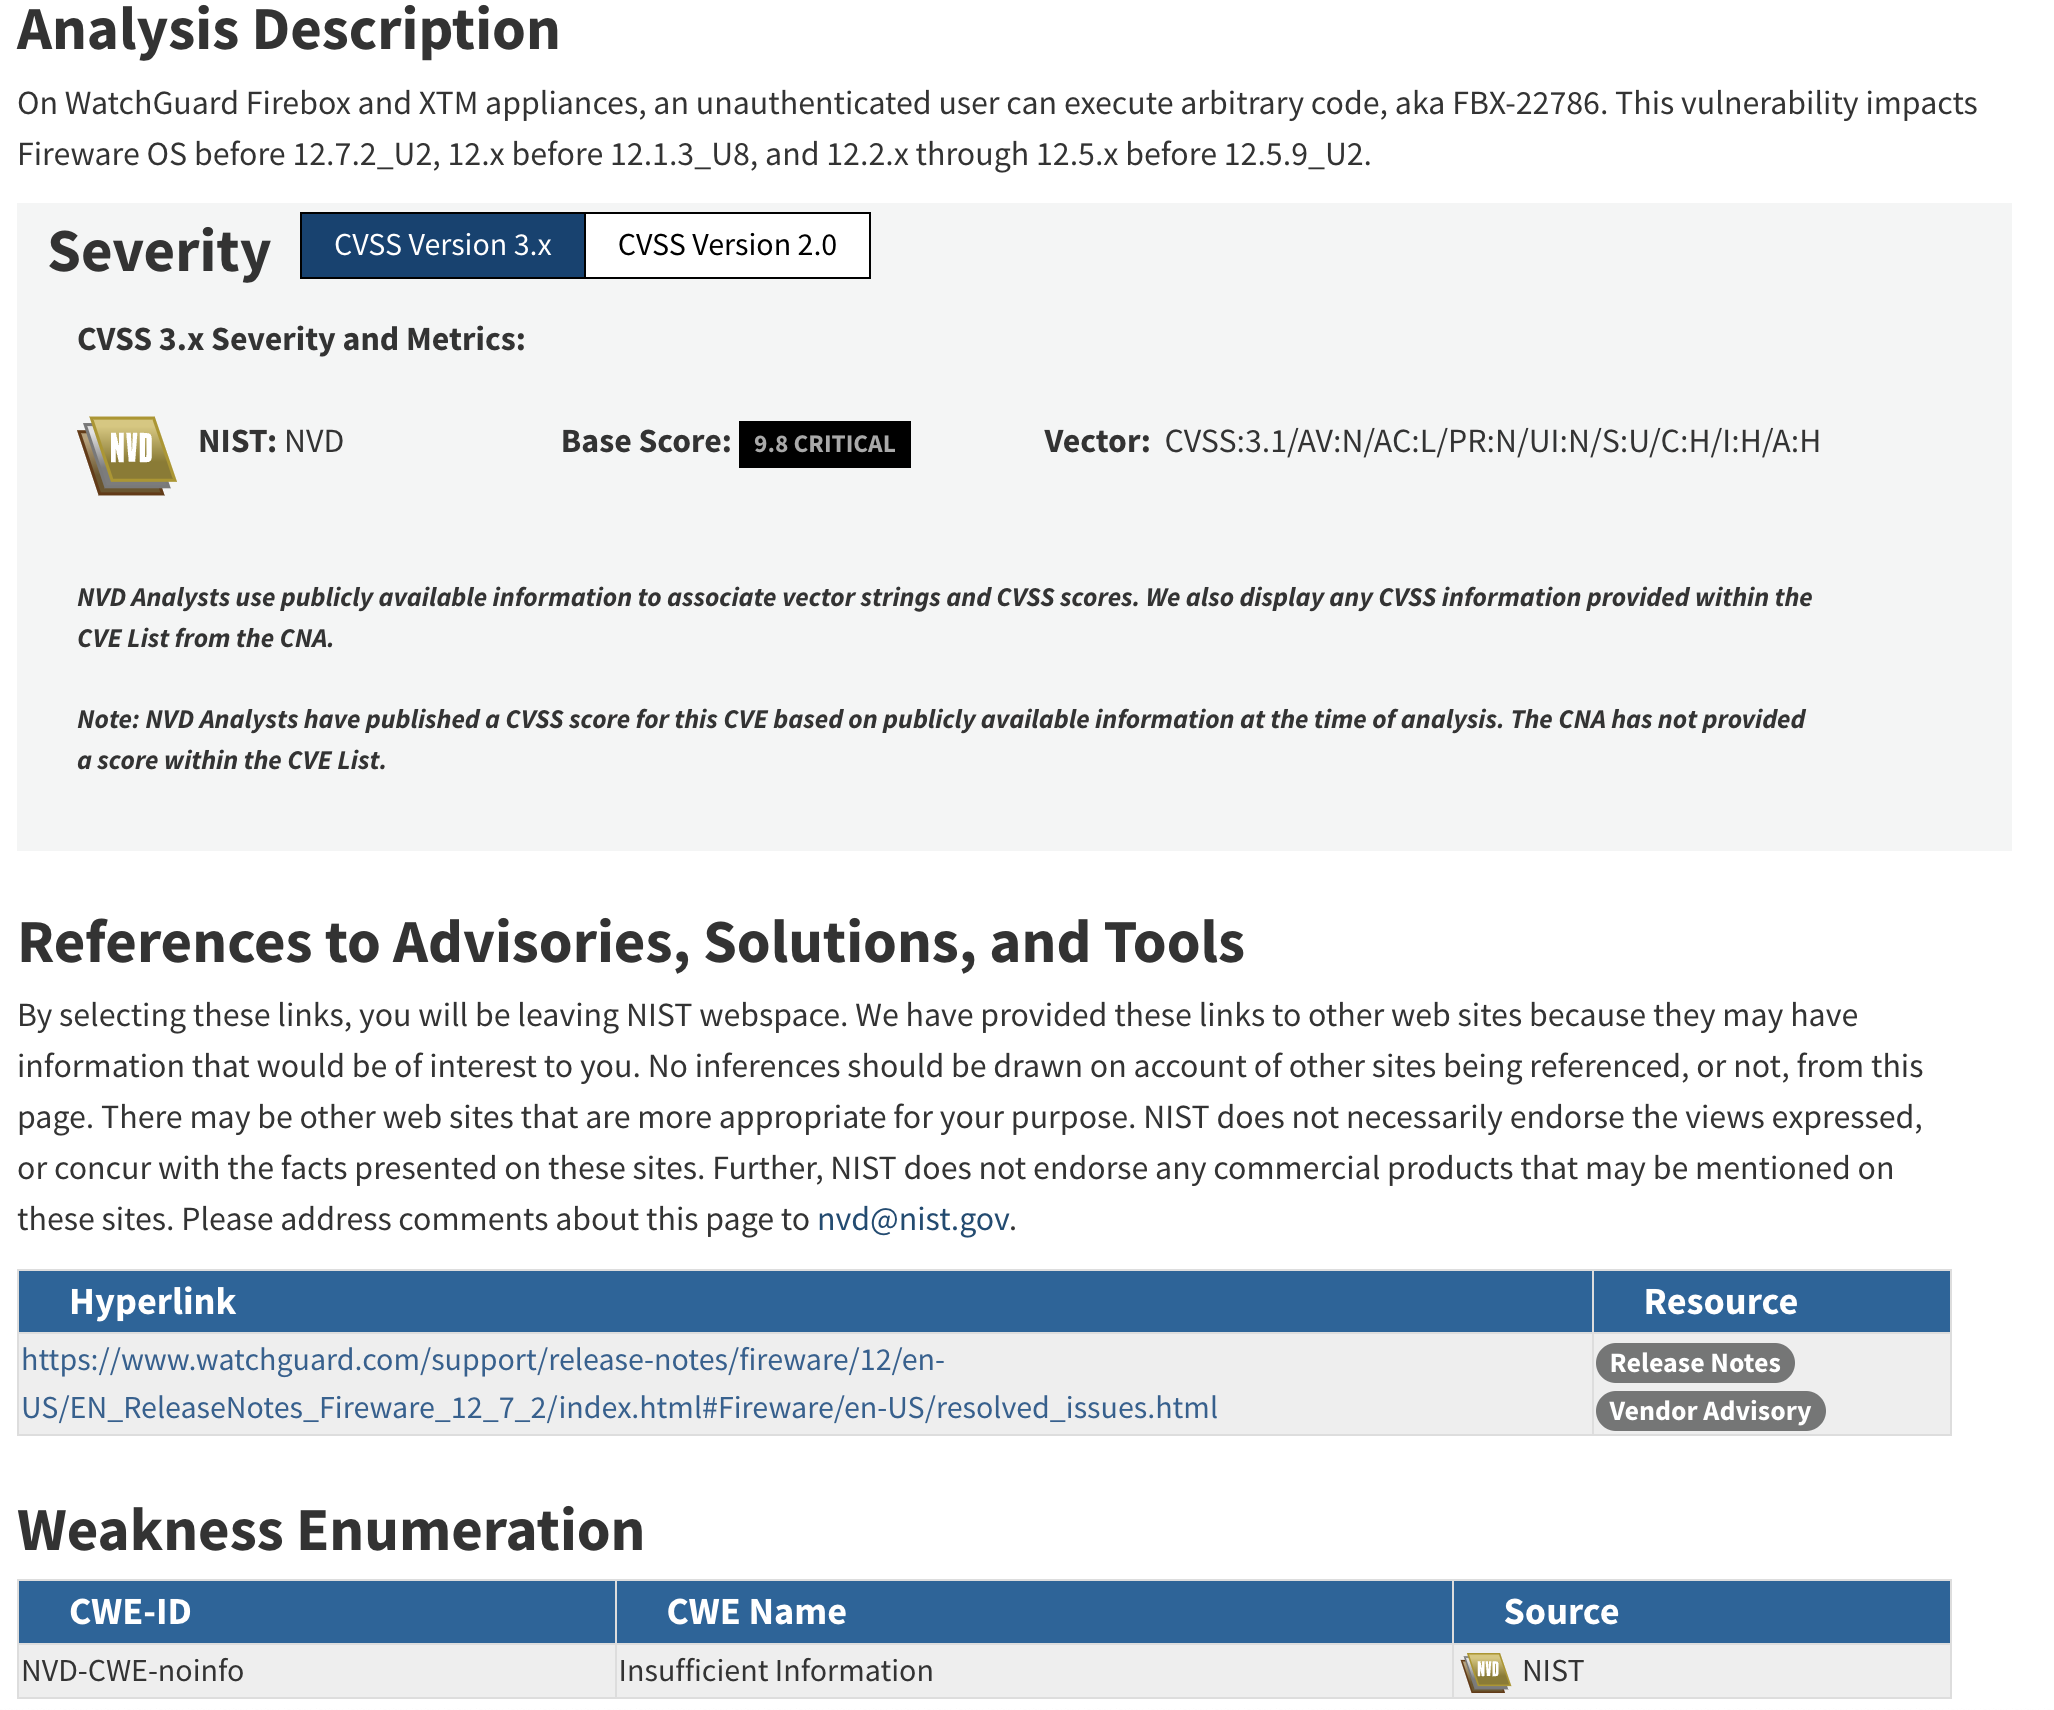 Analysis Description
On WatchGuard Firebox and XTM appliances, an unauthenticated user can execute arbitrary code, aka FBX-22786. This vulnerability impacts
Fireware OS before 12.7.2_U2, 12.x before 12.1.3_U8, and 12.2.x through 12.5.x before 12.5.9_U2.
Severity CVSS Version 3.x CVSS Version 2.0
CVSS 3.x Severity and Metrics:
NVD NIST: NVD Base Score: 9.8 CRITICAL Vector: CVSS:3.1/AV:N/AC:L/PR:N/UI:N/S:U/C:H/I:H/A:H
NVD Analysts use publicly available information to associate vector strings and CVSS scores. We also display any CVSS information provided within the
CVE List from the CNA.
Note: NVD Analysts have published a CVSS score for this CVE based on publicly available information at the time of analysis. The CNA has not provided
a score within the CVE List.
References to Advisories, Solutions, and Tools
By selecting these links, you will be leaving NIST webspace. We have provided these links to other web sites because they may have
information that would be of interest to you. No inferences should be drawn on account of other sites being referenced, or not, from this
page. There may be other web sites that are more appropriate for your purpose. NIST does not necessarily endorse the views expressed,
or concur with the facts presented on these sites. Further, NIST does not endorse any commercial products that may be mentioned on
these sites. Please address comments about this page to nvd@nist.gov.
Hyperlink Resource
https://www.watchguard.com/support/release-notes/fireware/12/en- Release Notes
US/EN_ReleaseNotes_Fireware_12_7_2/index.html#Fireware/en-US/resolved_issues.html Vendor Advisory
Weakness Enumeration
CWE-ID CWE Name Source
NVD-CWE-noinfo Insufficient Information NVD NIST